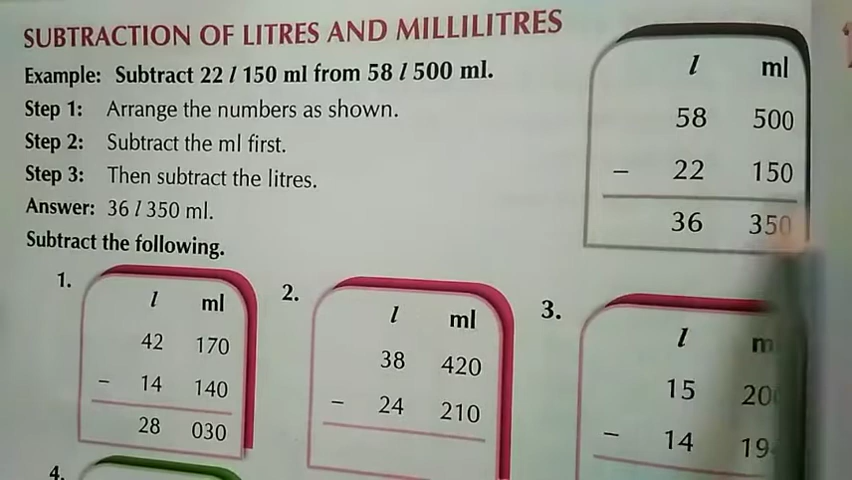 SUBTRACTION OF LITRES AND MILLILITRES
Example: Subtract 22 l 150 ml from 58 l 500 ml.
Step 1: Arrange the numbers as shown.
Step 2: Subtract the ml first.
Step 3: Then subtract the litres.
Answer: 36 l 350 ml.
l ml
58 500
– 22 150
36 350
Subtract the following.
1.
l ml
42 170
– 14 140
28 030
2.
l ml
38 420
– 24 210
3.
l
15
– 14
4.